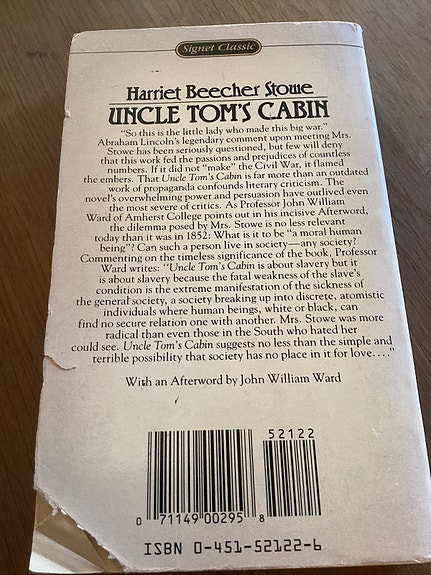 Signet Classic
Harriet Beecher Stowe
UNCLE TOM'S CABIN
"So this is the little lady who made this big war."
Abraham Lincoln's legendary comment upon meeting Mrs.
Stowe has been seriously questioned, but few will deny
that this work fed the passions and prejudices of countless
numbers. If it did not "make" the Civil War, it flamed
the embers. That Uncle Tom's Cabin is far more than an outdated
work of propaganda confounds literary criticism. The
novel's overwhelming power and persuasion have outlived even
the most severe of critics. As Professor John William
Ward of Amherst College points out in his incisive Afterword,
the dilemma posed by Mrs. Stowe is no less relevant
today than it was in 1852: What is it to be "a moral human
being"? Can such a person live in society—any society?
Commenting on the timeless significance of the book, Professor
Ward writes: "Uncle Tom's Cabin is about slavery but it
is about slavery because the fatal weakness of the slave's
condition is the extreme manifestation of the sickness of
the general society, a society breaking up into discrete, atomistic
individuals where human beings, white or black, can
find no secure relation one with another. Mrs. Stowe was more
radical than even those in the South who hated her
could see. Uncle Tom's Cabin suggests no less than the simple and
terrible possibility that society has no place in it for love...."
With an Afterword by John William Ward
52122
0 71149 00295 8
ISBN 0-451-52122-6